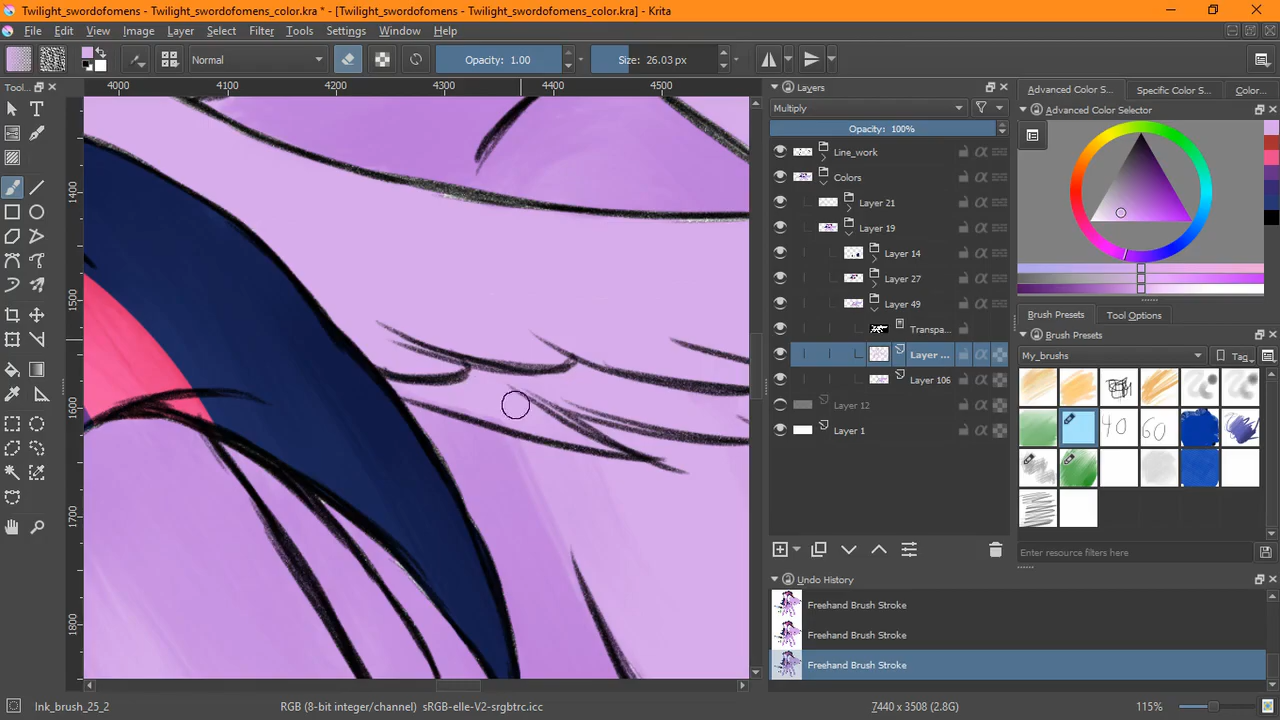 Twilight_swordofomens - Twilight_swordofomens_color.kra * - [Twilight_swordofomens - Twilight_swordofomens_color.kra] - Krita
File Edit View Image Layer Select Filter Tools Settings Window Help
Normal Opacity: 1.00 Size: 26.03 px
Tool...
4000 4100 4200 4300 4400 4500
1400
1500
1600
1700
1800
Layers
Multiply
Opacity: 100%
Line_work
Colors
Layer 21
Layer 19
Layer 14
Layer 27
Layer 49
Transpa...
Layer ...
Layer 106
Layer 12
Layer 1
Undo History
Freehand Brush Stroke
Freehand Brush Stroke
Freehand Brush Stroke
Advanced Color S... Specific Color S... Color...
Advanced Color Selector
Brush Presets Tool Options
Brush Presets
My_brushes Tag
40 60
Enter resource filters here
Ink_brush_25_2 RGB (8-bit integer/channel) sRGB-elle-V2-srgbtrc.icc 7440 x 3508 (2.8G) 115%